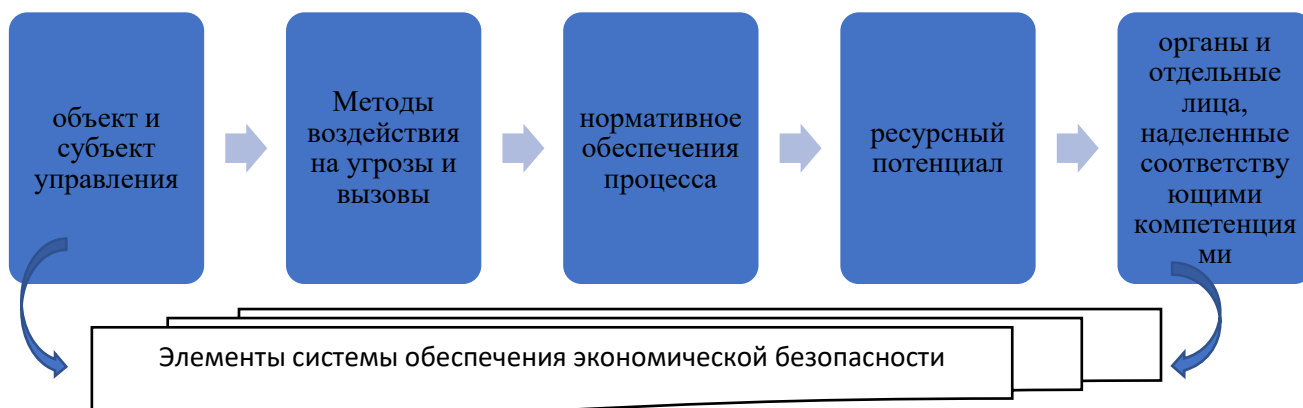 объект и
субъект
управления
Методы
воздействия
на угрозы и
вызовы
нормативное
обеспечения
процесса
ресурсный
потенциал
органы и
отдельные
лица,
наделенные
соответству
ющими
компетенция
ми
Элементы системы обеспечения экономической безопасности